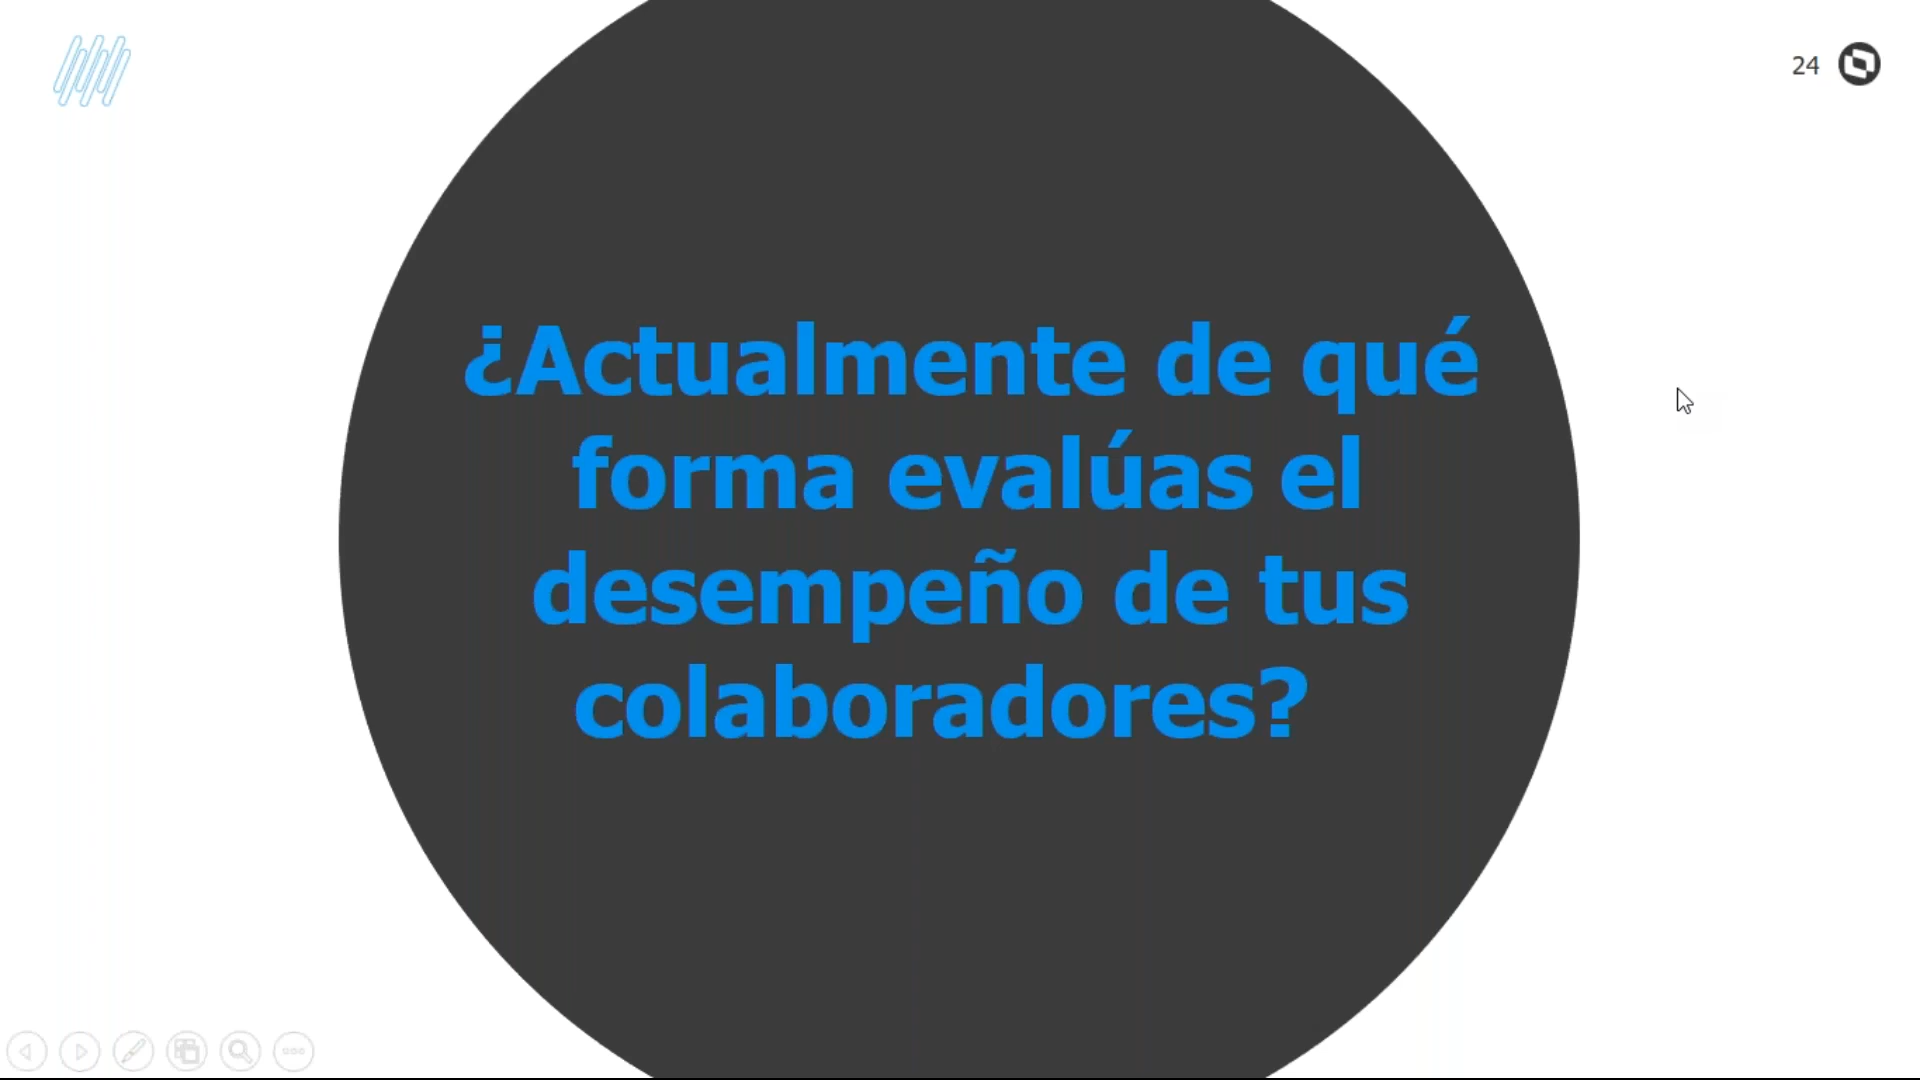 24
¿Actualmente de qué
forma evalúas el
desempeño de tus
colaboradores?